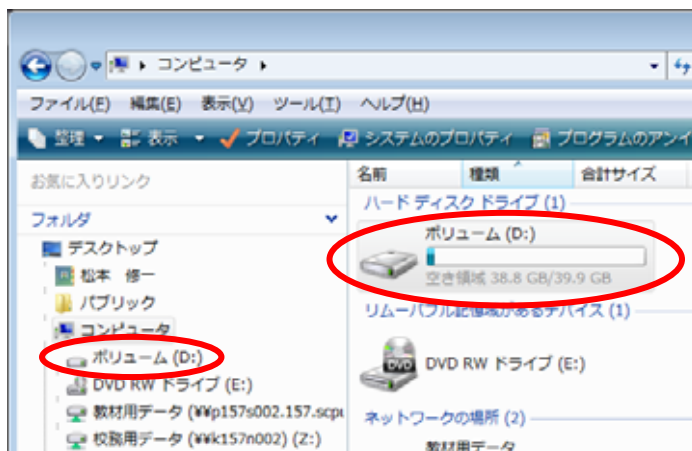 コンピュータ
ファイル(F) 編集(E) 表示(V) ツール(T) ヘルプ(H)
整理 表示 プロパティ システムのプロパティ プログラムのアンイ
お気に入りリンク
フォルダ
デスクトップ
松本 修一
パブリック
コンピュータ
ボリューム (D:)
DVD RW ドライブ (E:)
教材用データ (¥¥p157s002.157.scpu
校務用データ (¥¥k157n002) (Z:)
名前 種類 合計サイズ
ハード ディスク ドライブ (1)
ボリューム (D:)
空き領域 38.8 GB/39.9 GB
リムーバブル記憶域があるデバイス (1)
DVD
DVD RW ドライブ (E:)
ネットワークの場所 (2)
教材用データ